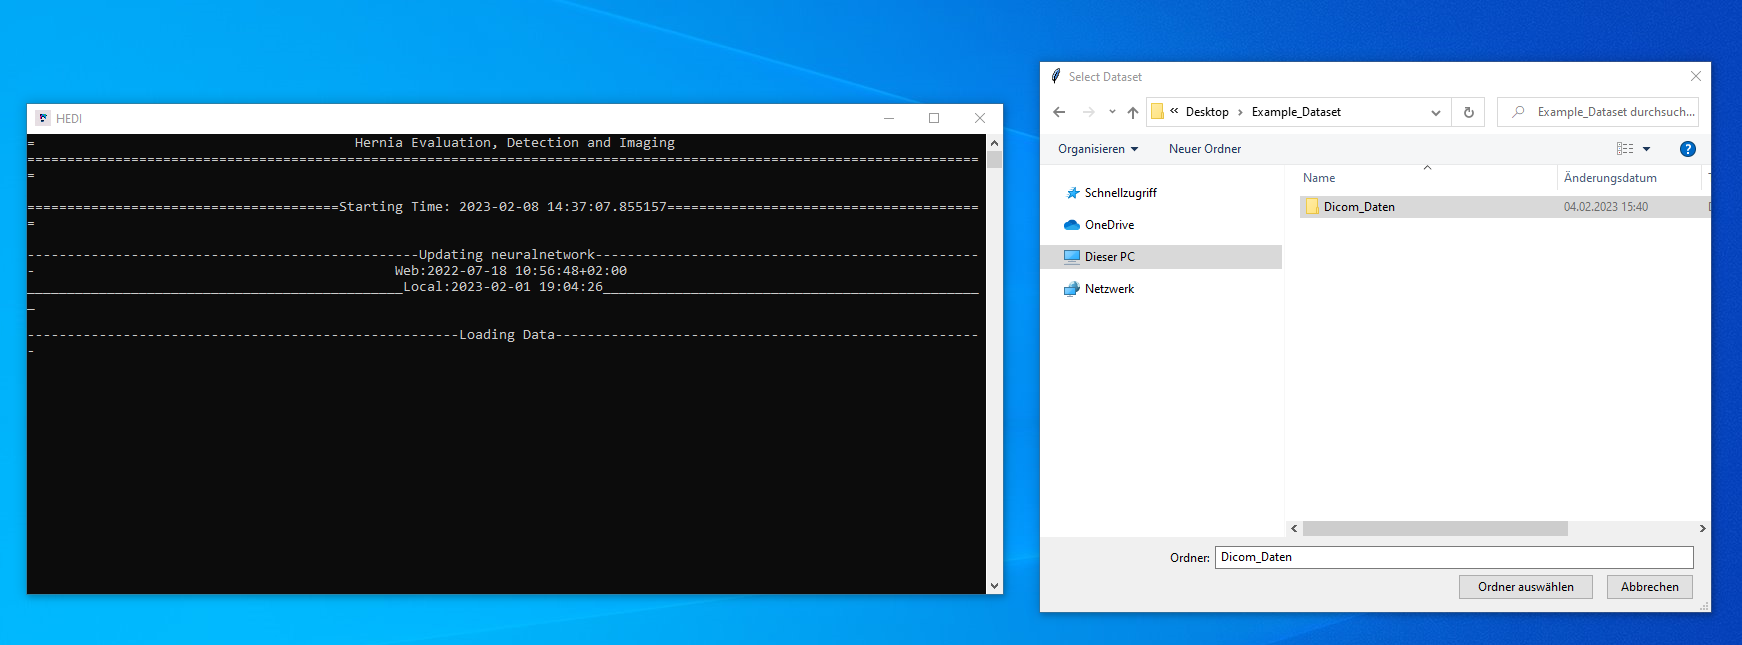 HEDI
= Hernia Evaluation, Detection and Imaging
=======================================================================================================================
=
=======================================Starting Time: 2023-02-08 14:37:07.855157=======================================
=
-------------------------------------------------Updating neuralnetwork------------------------------------------------
- Web:2022-07-18 10:56:48+02:00
_______________________________________________Local:2023-02-01 19:04:26_______________________________________________
_
------------------------------------------------------Loading Data-----------------------------------------------------
-
Select Dataset
« Desktop › Example_Dataset
Example_Dataset durchsuch...
Organisieren
Neuer Ordner
?
Name
Änderungsdatum
Schnellzugriff
Dicom_Daten
04.02.2023 15:40
OneDrive
Dieser PC
Netzwerk
Ordner: Dicom_Daten
Ordner auswählen
Abbrechen